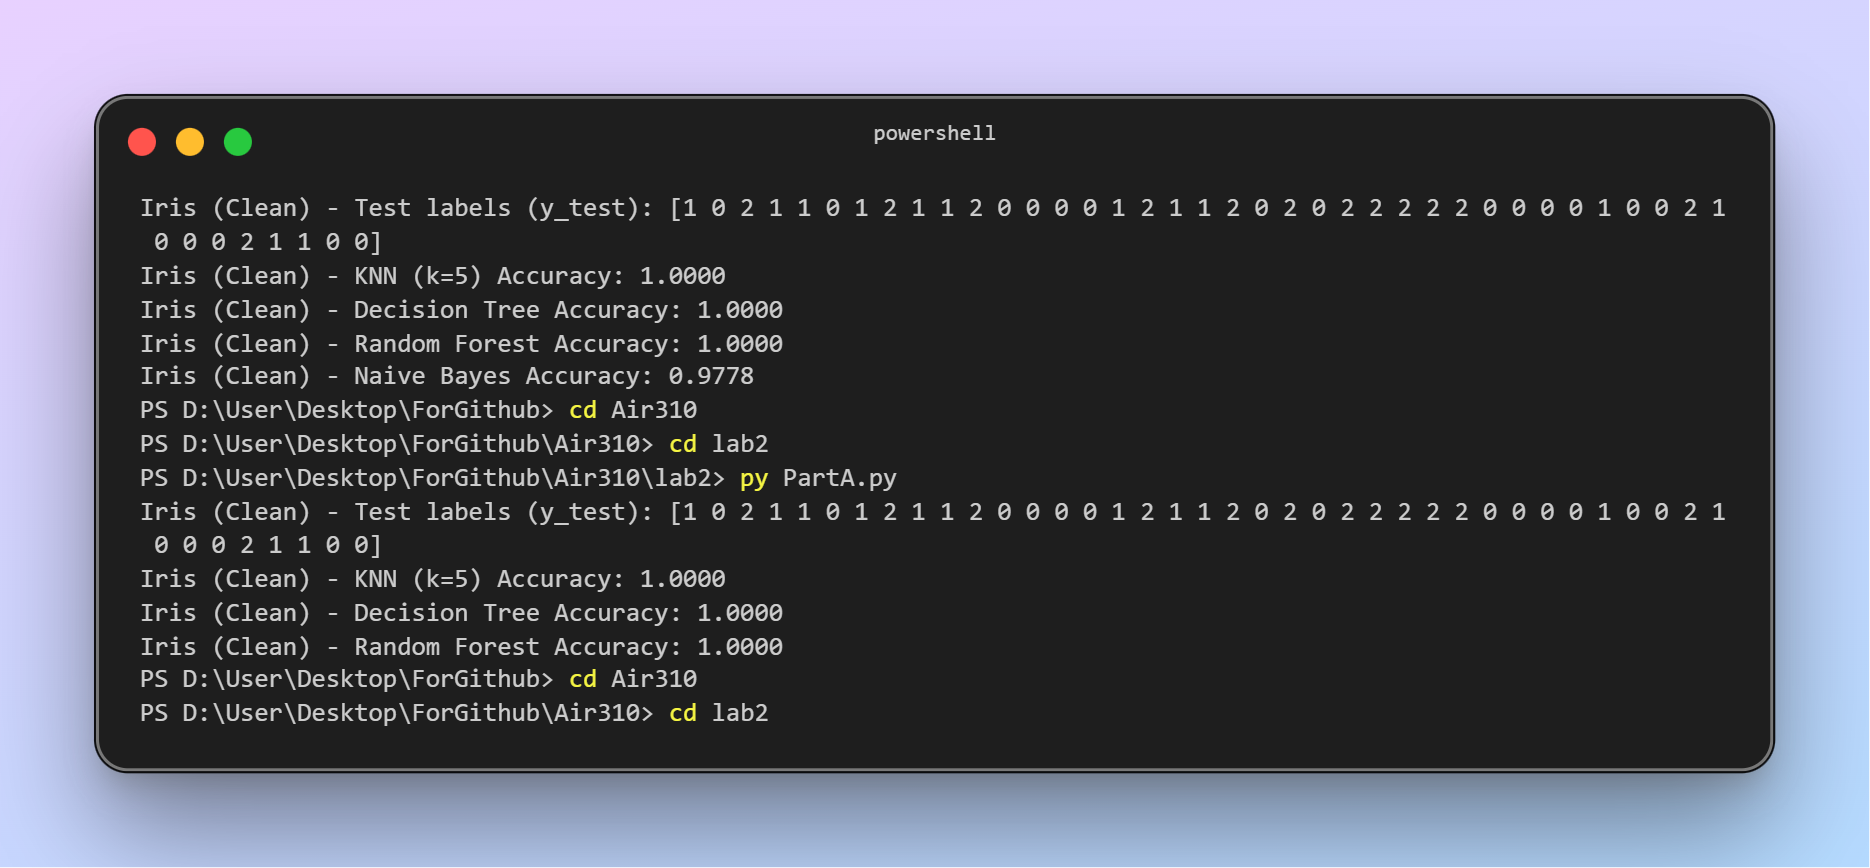 powershell
Iris (Clean) - Test labels (y_test): [1 0 2 1 1 0 1 2 1 1 2 0 0 0 0 1 2 1 1 2 0 2 0 2 2 2 2 2 0 0 0 0 1 0 0 2 1
 0 0 0 2 1 1 0 0]
Iris (Clean) - KNN (k=5) Accuracy: 1.0000
Iris (Clean) - Decision Tree Accuracy: 1.0000
Iris (Clean) - Random Forest Accuracy: 1.0000
Iris (Clean) - Naive Bayes Accuracy: 0.9778
PS D:\User\Desktop\ForGithub> cd Air310
PS D:\User\Desktop\ForGithub\Air310> cd lab2
PS D:\User\Desktop\ForGithub\Air310\lab2> py PartA.py
Iris (Clean) - Test labels (y_test): [1 0 2 1 1 0 1 2 1 1 2 0 0 0 0 1 2 1 1 2 0 2 0 2 2 2 2 2 0 0 0 0 1 0 0 2 1
 0 0 0 2 1 1 0 0]
Iris (Clean) - KNN (k=5) Accuracy: 1.0000
Iris (Clean) - Decision Tree Accuracy: 1.0000
Iris (Clean) - Random Forest Accuracy: 1.0000
PS D:\User\Desktop\ForGithub> cd Air310
PS D:\User\Desktop\ForGithub\Air310> cd lab2